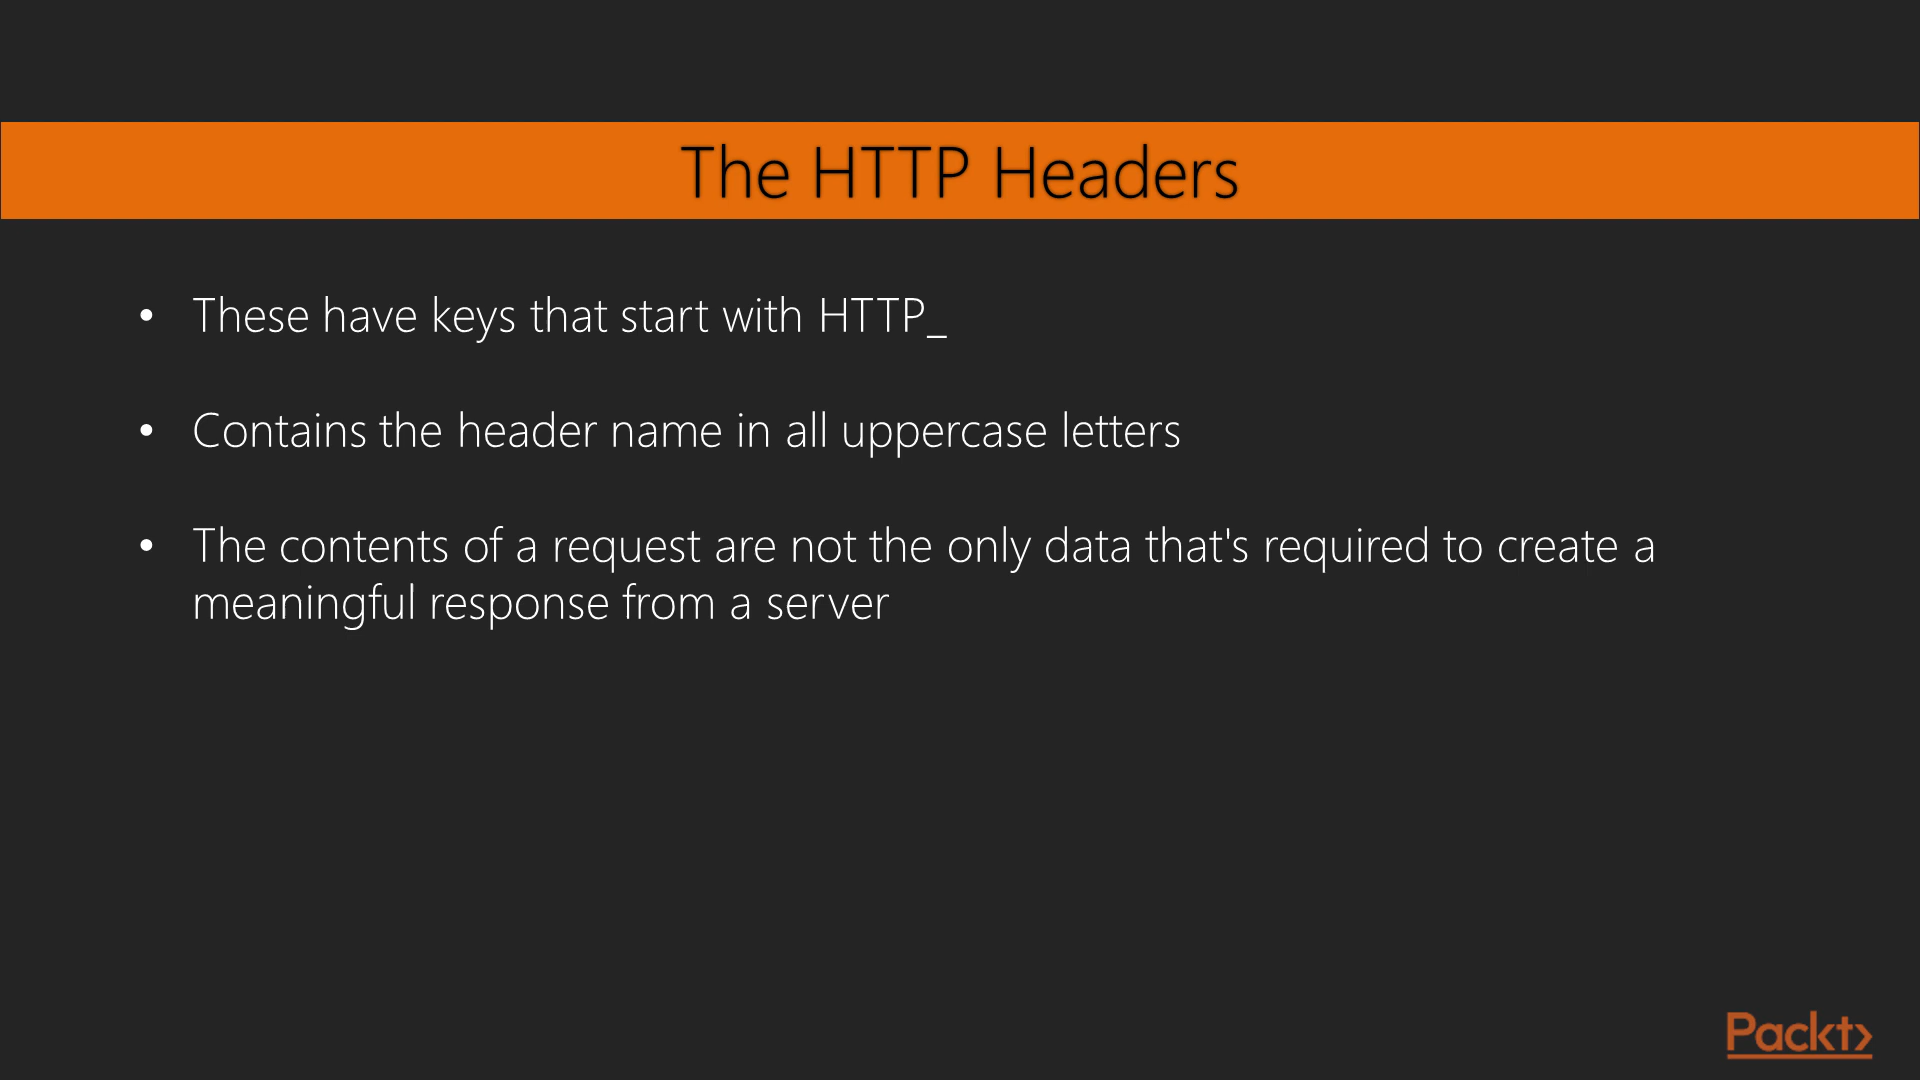 The HTTP Headers
• These have keys that start with HTTP_
• Contains the header name in all uppercase letters
• The contents of a request are not the only data that's required to create a
meaningful response from a server
Packt>